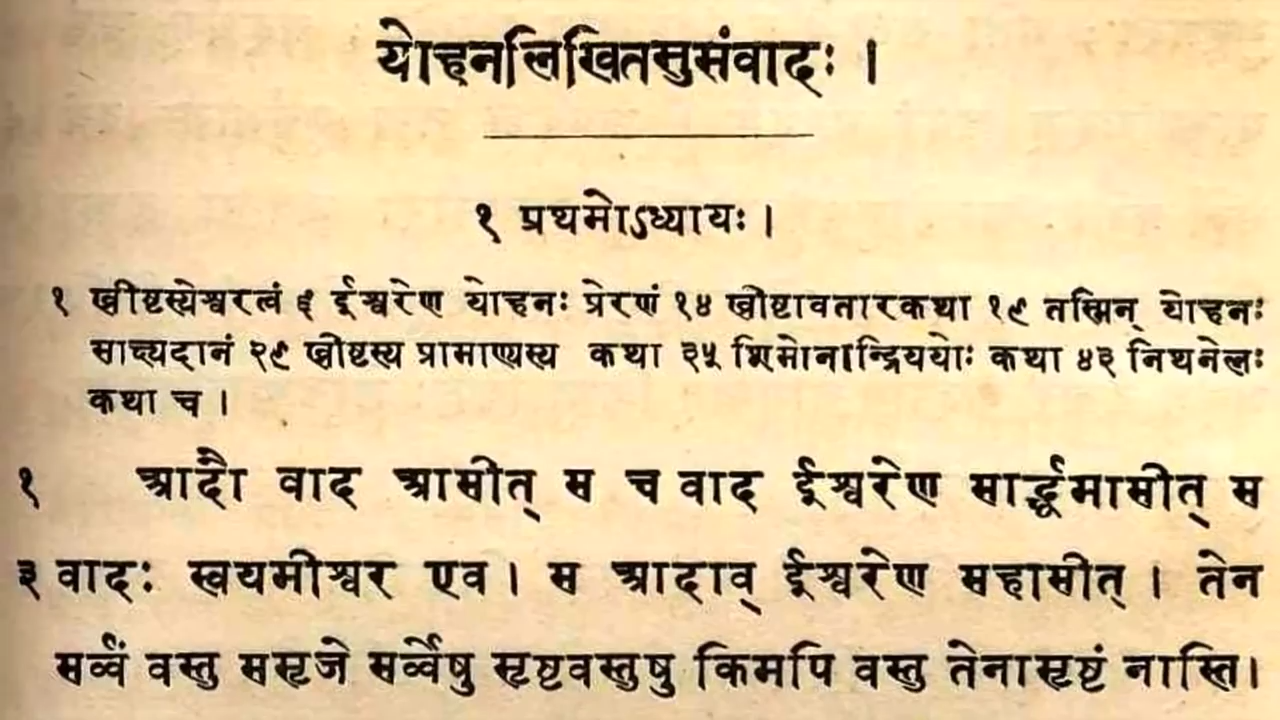 योहनलिखितसुसंवादः ।
१ प्रथमोऽध्यायः ।
१ ख्रीष्टस्येश्वरत्वं ६ ईश्वरेण योहनः प्रेरणं १४ ख्रीष्टावतारकथा १९ तस्मिन् योहनः
साक्ष्यदानं २९ ख्रीष्टस्य प्रामाण्यस्य कथा ३५ शिमोनान्द्रिययोः कथा ४३ निथनेलः
कथा च ।
१ आदौ वाद आसीत् स च वाद ईश्वरेण सार्द्धमासीत् स
३ वादः स्वयमीश्वर एव । स आदाव् ईश्वरेण सहासीत् । तेन
सर्व्वं वस्तु ससृजे सर्व्वेषु सृष्टवस्तुषु किमपि वस्तु तेनासृष्टं नास्ति ।